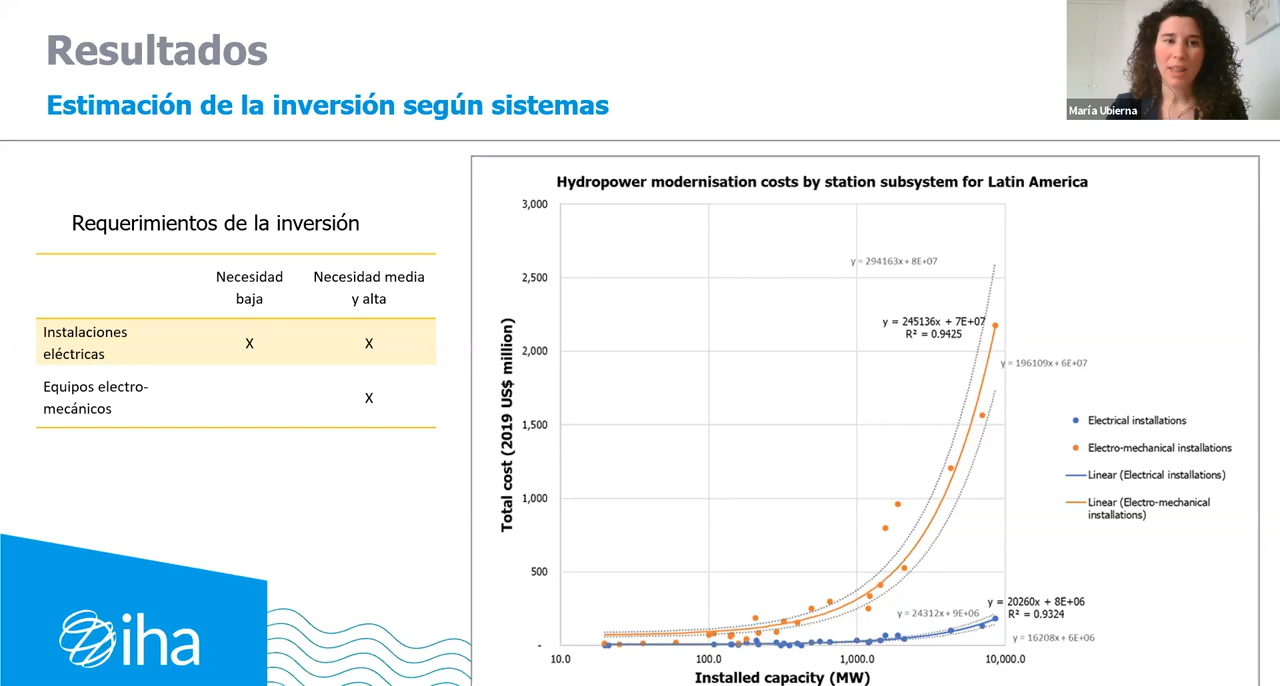 Resultados
Estimación de la inversión según sistemas
María Ubierna
Requerimientos de la inversión
Necesidad
baja
Necesidad media
y alta
Instalaciones
eléctricas
X
X
Equipos electro-
mecánicos
X
iha
Hydropower modernisation costs by station subsystem for Latin America
Total cost (2019 US$ million)
3,000
2,500
2,000
1,500
1,000
500
-
y = 294163x + 8E+07
y = 245136x + 7E+07
R² = 0.9425
y = 196109x + 6E+07
y = 20260x + 8E+06
R² = 0.9324
y = 24312x + 9E+06
y = 16208x + 6E+06
10.0
100.0
1,000.0
10,000.0
Installed capacity (MW)
Electrical installations
Electro-mechanical installations
Linear (Electrical installations)
Linear (Electro-mechanical
installations)